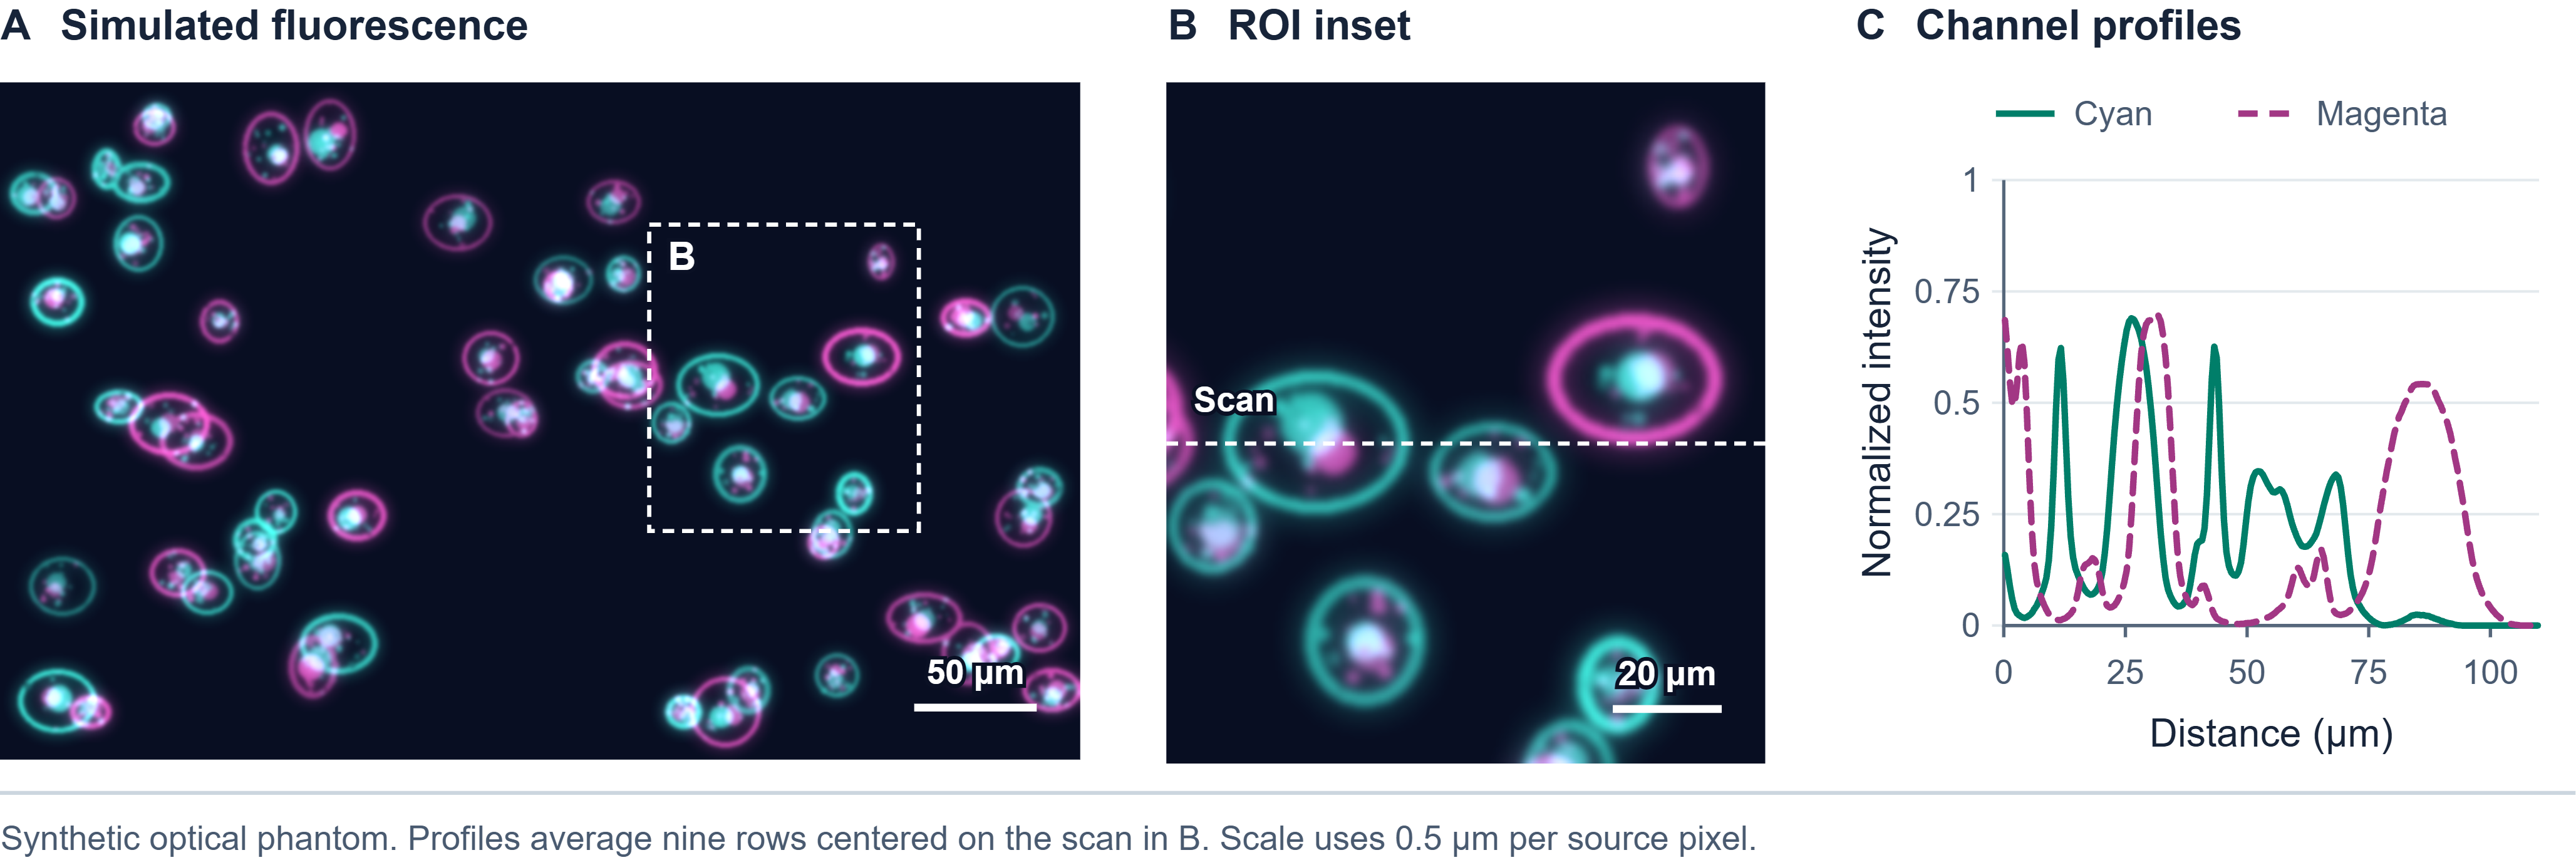 A Simulated fluorescence
B
50 µm
B ROI inset
Scan
20 µm
C Channel profiles
Cyan
Magenta
Normalized intensity
1
0.75
0.5
0.25
0
0 25 50 75 100
Distance (µm)
Synthetic optical phantom. Profiles average nine rows centered on the scan in B. Scale uses 0.5 µm per source pixel.